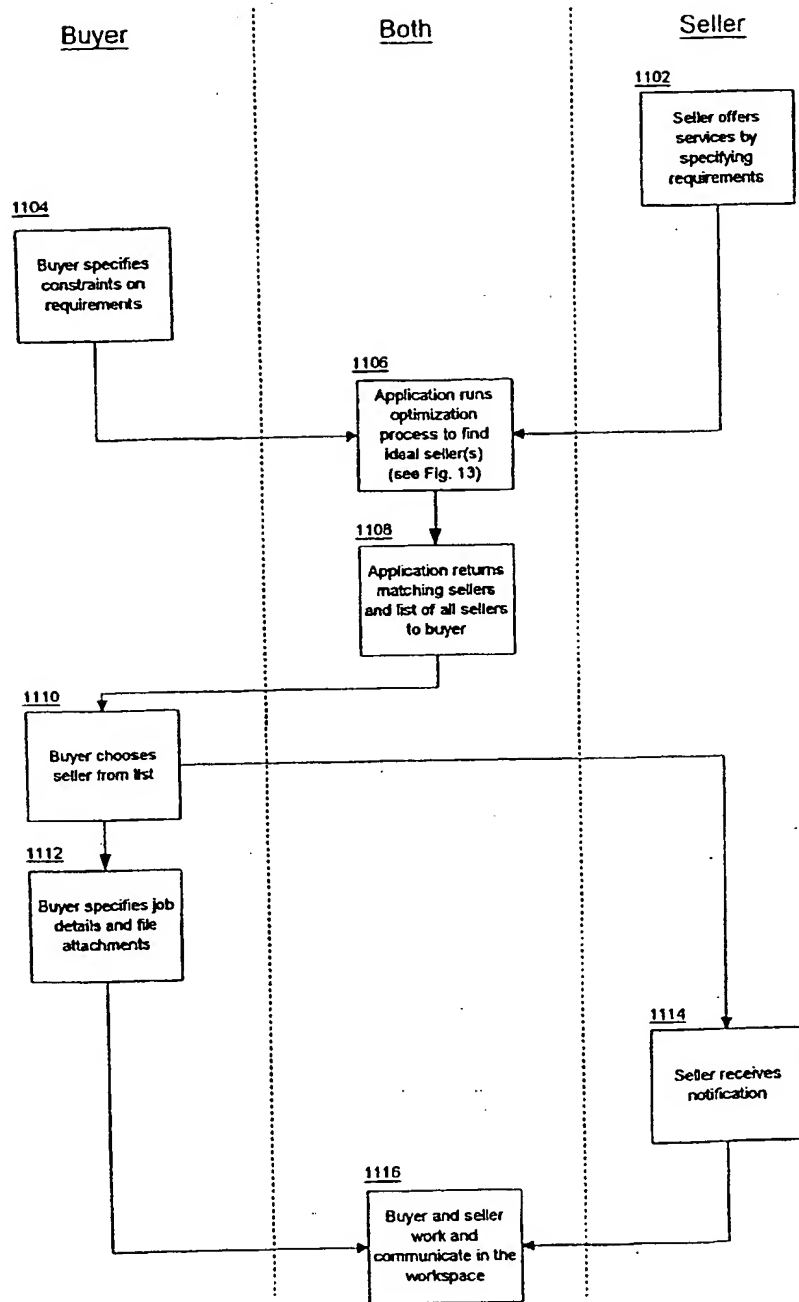 Buyer
Both
Seller
1102
Seller offers
services by
specifying
requirements
1104
Buyer specifies
constraints on
requirements
1106
Application runs
optimization
process to find
ideal seller(s)
(see Fig. 13)
1108
Application returns
matching sellers
and list of all sellers
to buyer
1110
Buyer chooses
seller from list
1112
Buyer specifies job
details and file
attachments
1114
Seller receives
notification
1116
Buyer and seller
work and
communicate in the
workspace